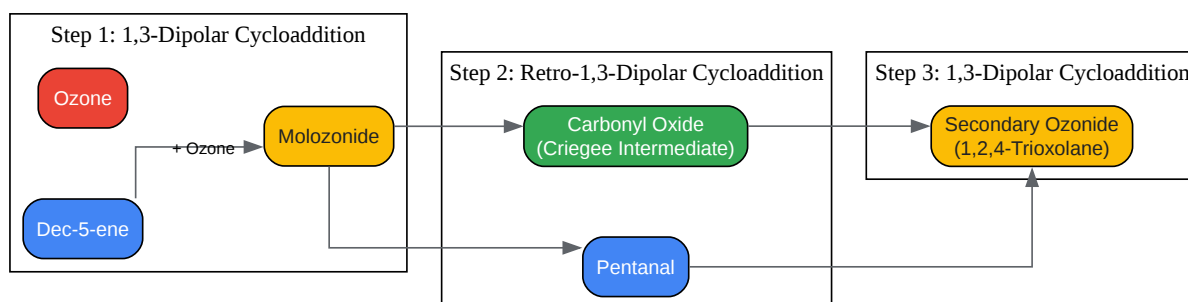 Step 1: 1,3-Dipolar Cycloaddition
Ozone
+ Ozone
Molozonide
Dec-5-ene
Step 2: Retro-1,3-Dipolar Cycloaddition
Carbonyl Oxide
(Criegee Intermediate)
Pentanal
Step 3: 1,3-Dipolar Cycloaddition
Secondary Ozonide
(1,2,4-Trioxolane)